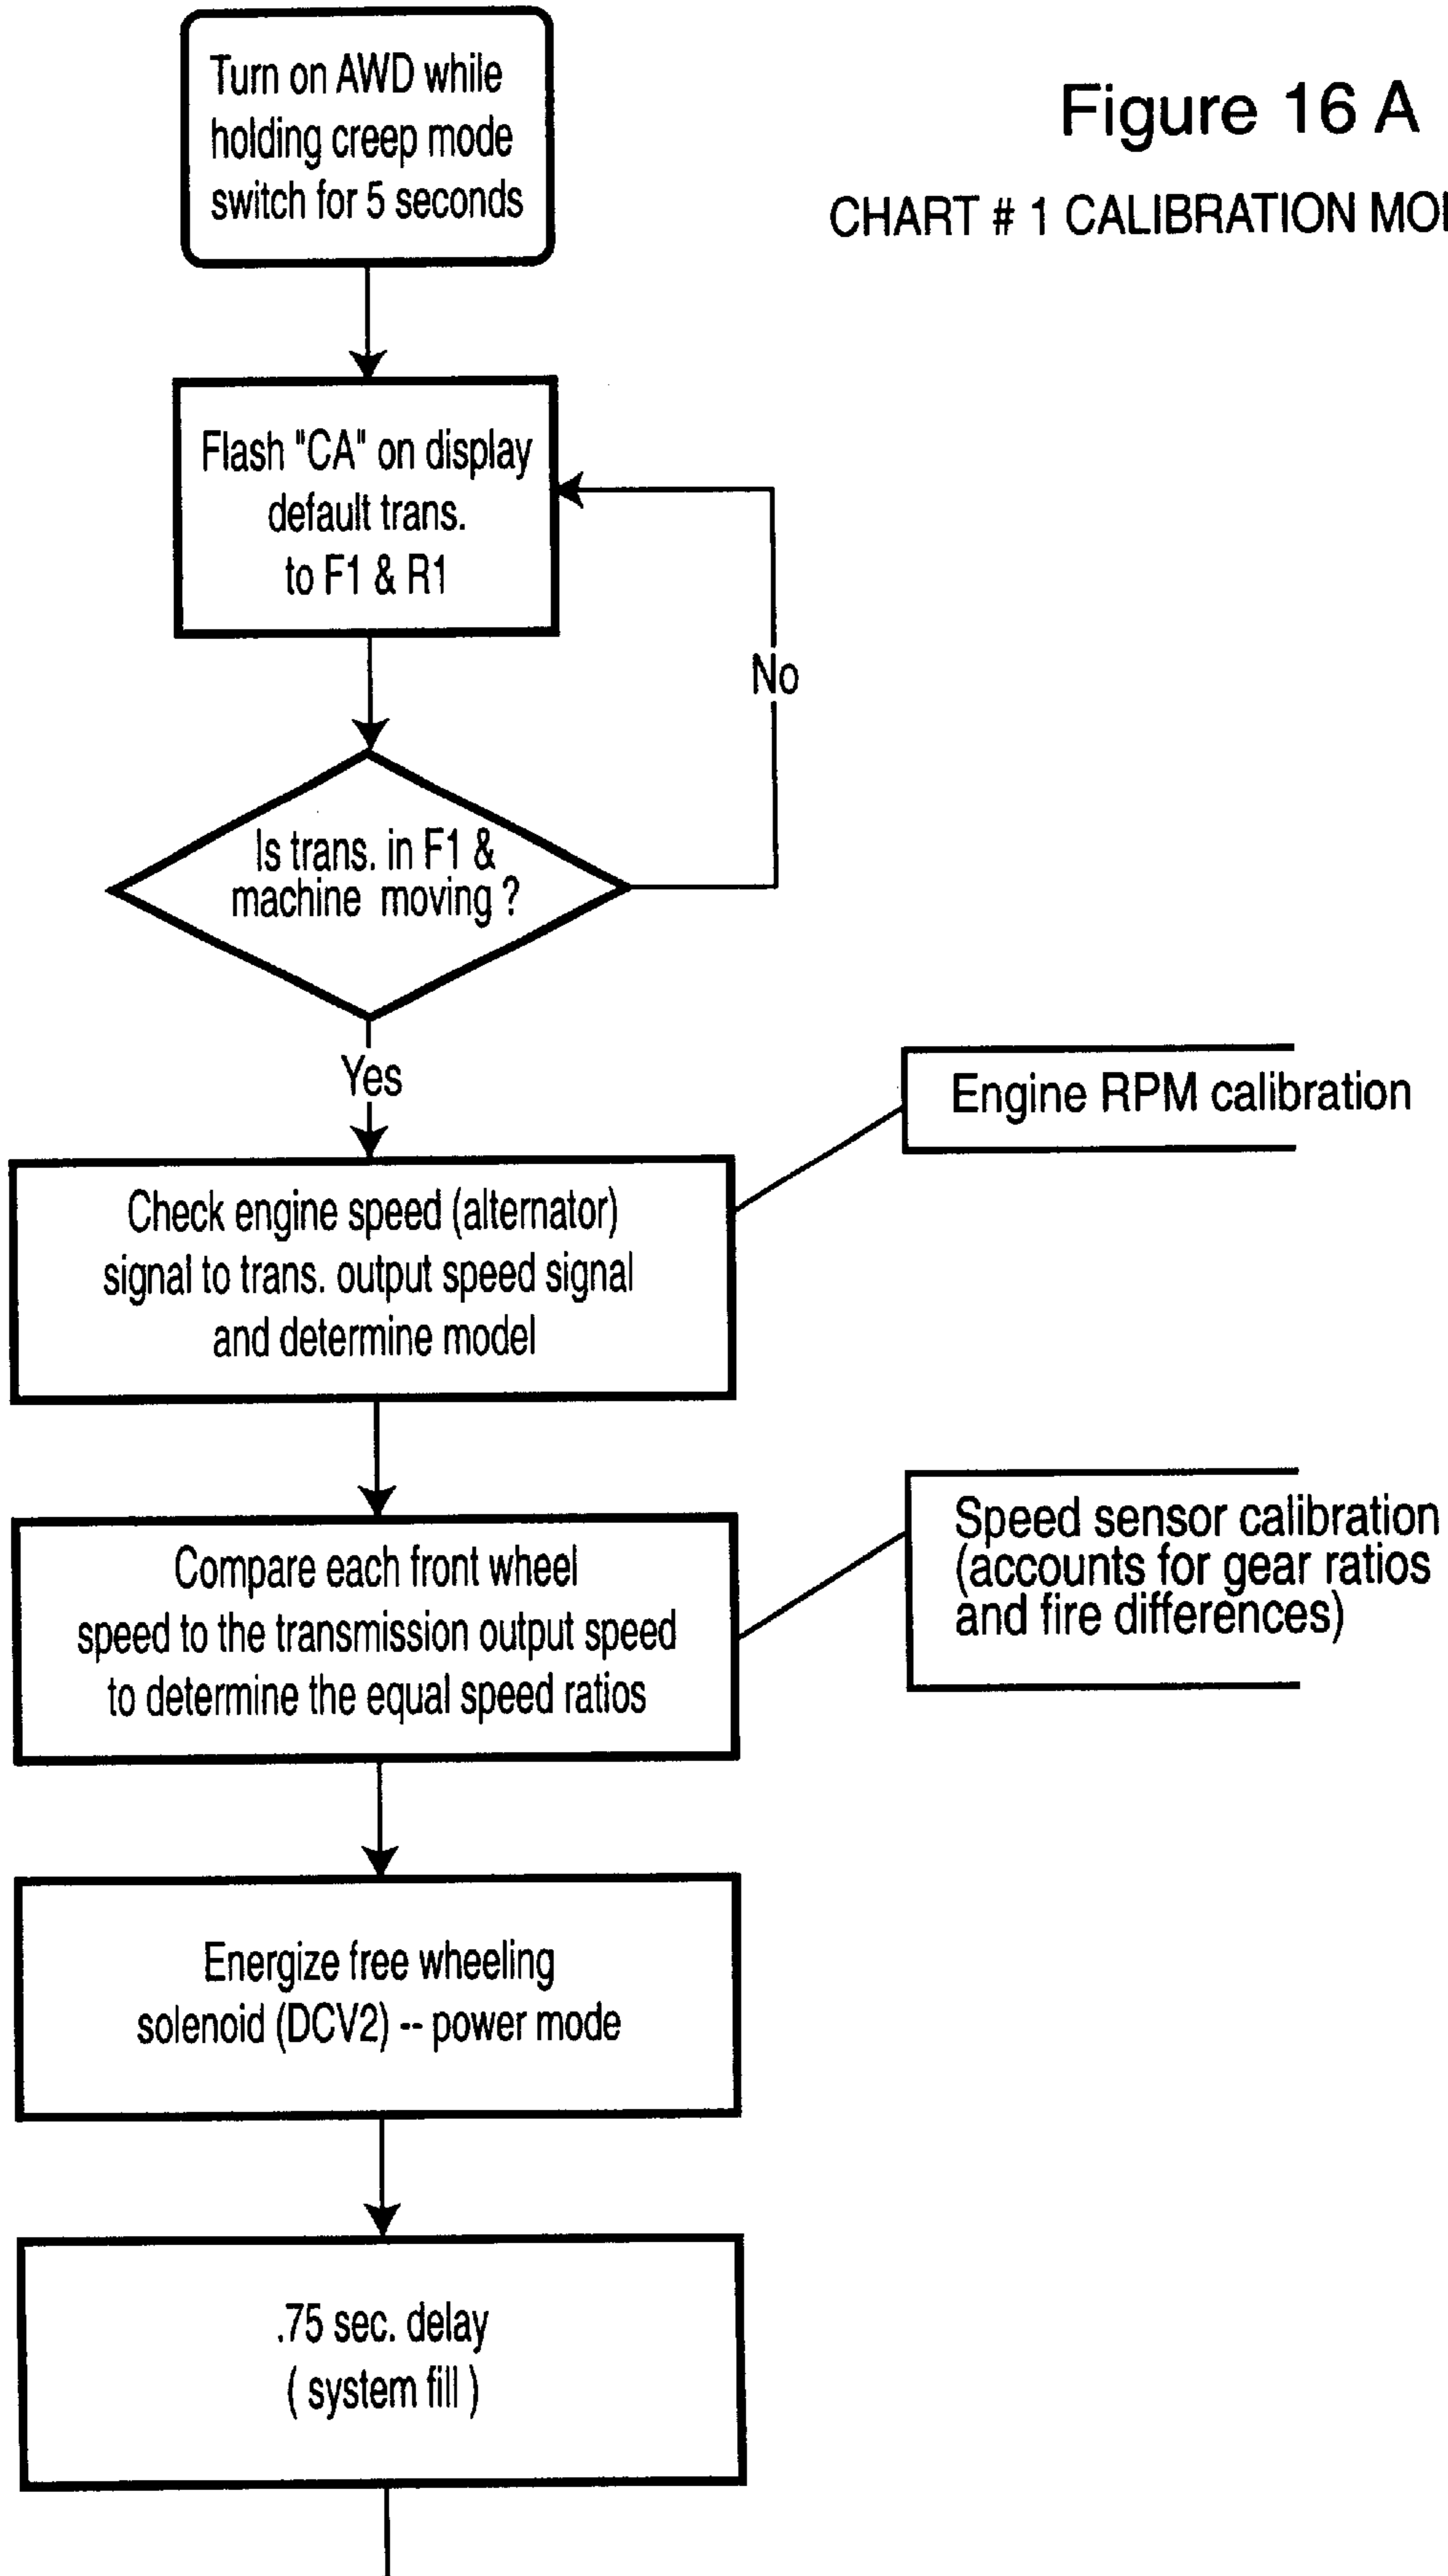 Figure 16 A
CHART # 1 CALIBRATION
Turn on AWD while
holding creep mode
switch for 5 seconds
Flash "CA" on display
default trans.
to F1 & R1
No
Is trans. in F1 &
machine moving ?
Yes
Engine RPM calibration
Check engine speed (alternator)
signal to trans. output speed signal
and determine model
Speed sensor calibration
(accounts for gear ratios
and fire differences)
Compare each front wheel
speed to the transmission output speed
to determine the equal speed ratios
Energize free wheeling
solenoid (DCV2) -- power mode
.75 sec. delay
( system fill )